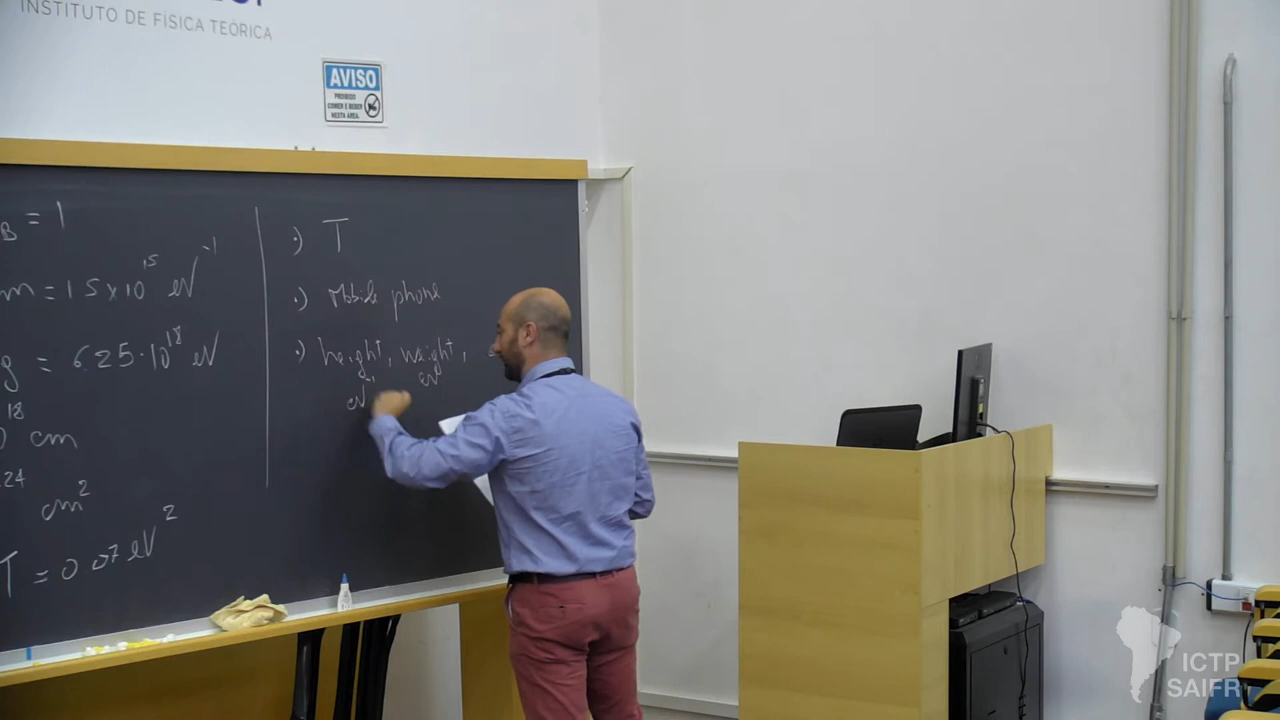 INSTITUTO DE FÍSICA TEÓRICA
AVISO
PROIBIDO
COMER E BEBER
NESTA ÁREA.
B = 1
m = 1.5 × 10^15 eV^-1
g = 6.25 · 10^18 eV
18
cm
24
cm^2
T = 0.07 eV^2
·) T
·) Mobile phone
·) height, weight,
eV eV
ICTP
SAIFR